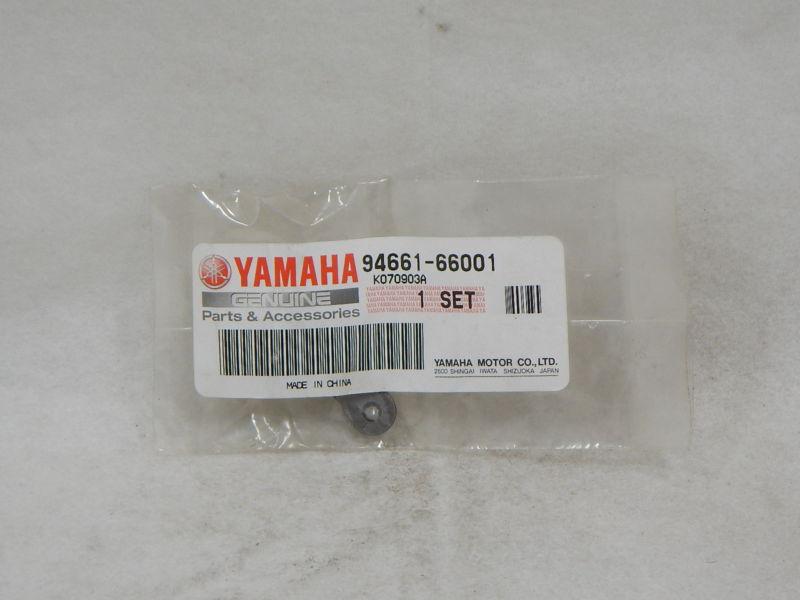 YAMAHA 94661-66001
K070903A
GENUINE 1 SET
Parts & Accessories
YAMAHA MOTOR CO.,LTD.
2500 SHINGAI IWATA SHIZUOKA JAPAN
MADE IN CHINA